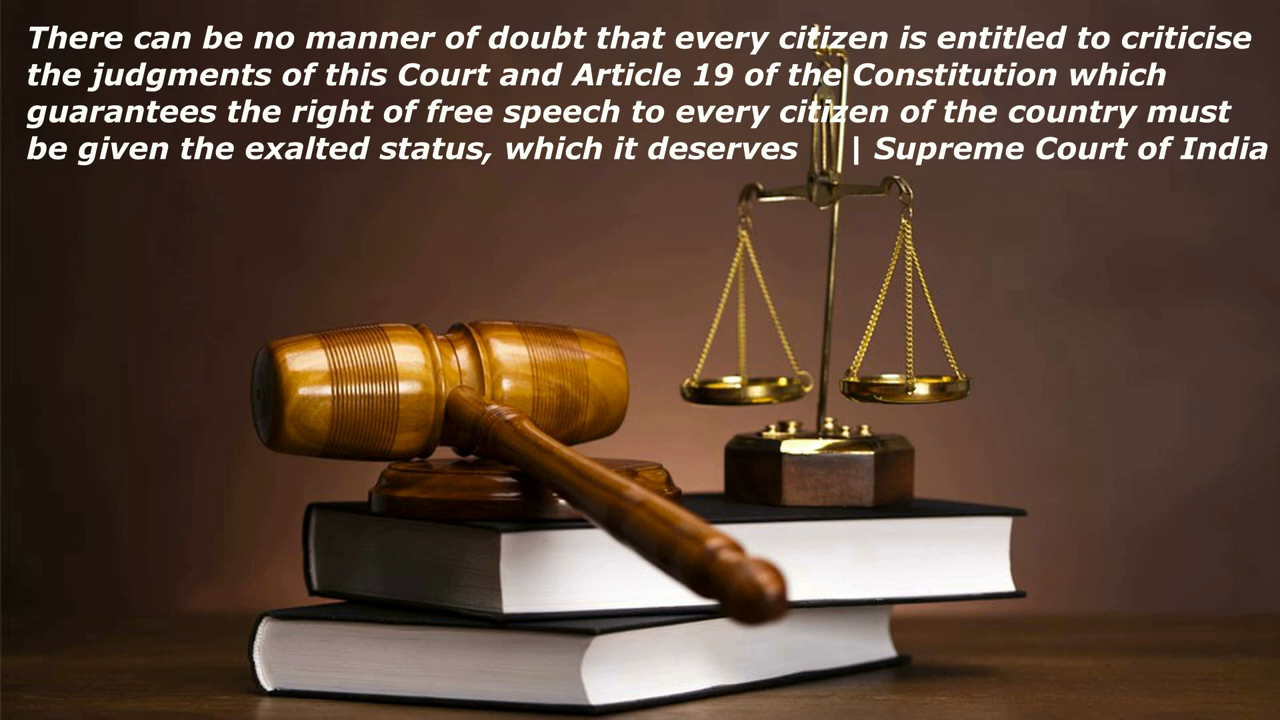 There can be no manner of doubt that every citizen is entitled to criticise
the judgments of this Court and Article 19 of the Constitution which
guarantees the right of free speech to every citizen of the country must
be given the exalted status, which it deserves | Supreme Court of India